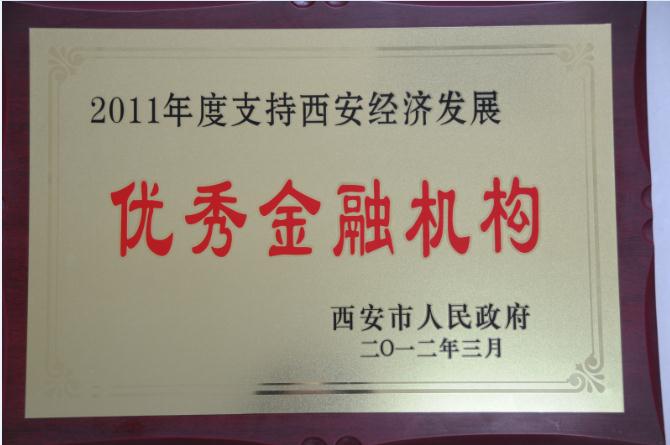 2011年度支持西安经济发展
优秀金融机构
西安市人民政府
二〇一二年三月